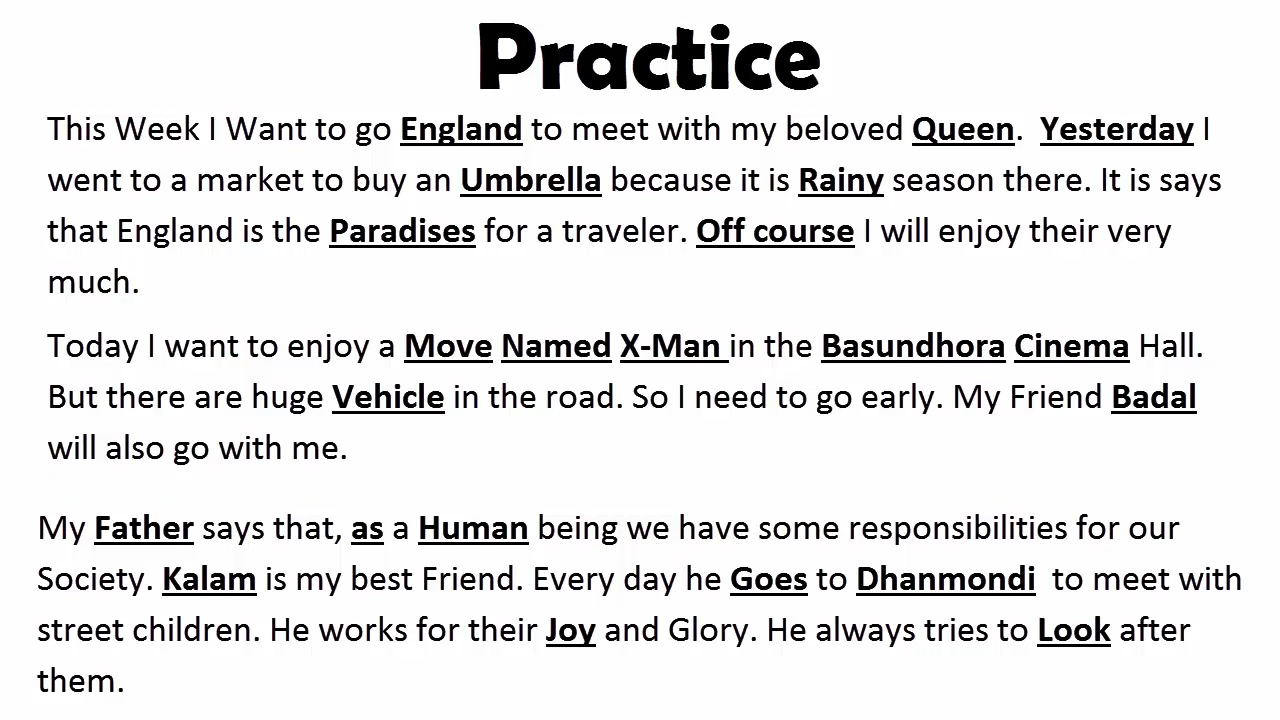 Practice
This Week I Want to go England to meet with my beloved Queen. Yesterday I
went to a market to buy an Umbrella because it is Rainy season there. It is says
that England is the Paradises for a traveler. Off course I will enjoy their very
much.
Today I want to enjoy a Move Named X-Man in the Basundhora Cinema Hall.
But there are huge Vehicle in the road. So I need to go early. My Friend Badal
will also go with me.
My Father says that, as a Human being we have some responsibilities for our
Society. Kalam is my best Friend. Every day he Goes to Dhanmondi to meet with
street children. He works for their Joy and Glory. He always tries to Look after
them.